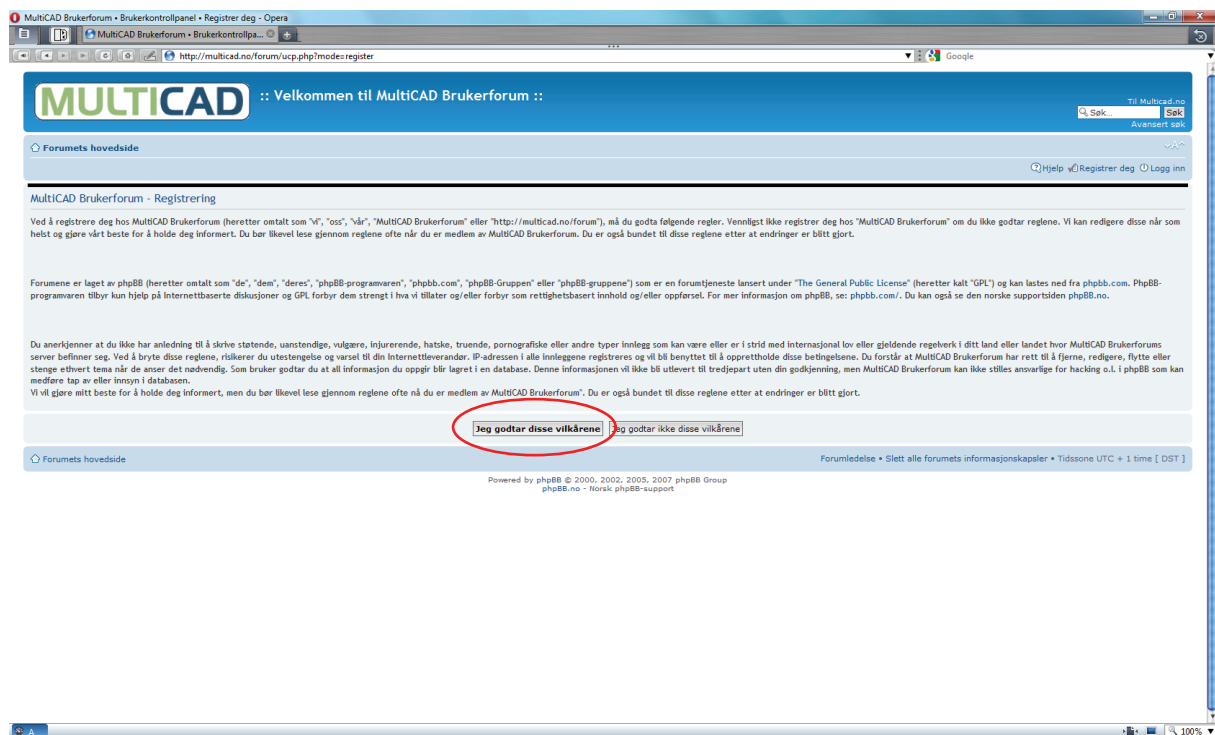 MultiCAD Brukerforum • Brukerkontrollpanel • Registrer deg - Opera
MultiCAD Brukerforum • Brukerkontrollpa...
http://multicad.no/forum/ucp.php?mode=register
Google
MULTICAD
:: Velkommen til MultiCAD Brukerforum ::
Til Multicad.no
Søk...
Søk
Avansert søk
Forumets hovedside
Hjelp Registrer deg Logg inn
MultiCAD Brukerforum - Registrering
Ved å registrere deg hos MultiCAD Brukerforum (heretter omtalt som "vi", "oss", "vår", "MultiCAD Brukerforum" eller "http://multicad.no/forum"), må du godta følgende regler. Vennligst ikke registrer deg hos "MultiCAD Brukerforum" om du ikke godtar reglene. Vi kan redigere disse når som
helst og gjøre vårt beste for å holde deg informert. Du bør likevel lese gjennom reglene ofte når du er medlem av MultiCAD Brukerforum. Du er også bundet til disse reglene etter at endringer er blitt gjort.
Forumene er laget av phpBB (heretter omtalt som "de", "dem", "deres", "phpBB-programvaren", "phpbb.com", "phpBB-Gruppen" eller "phpBB-gruppene") som er en forumtjeneste lansert under "The General Public License" (heretter kalt "GPL") og kan lastes ned fra phpbb.com. PhpBB-
programvaren tilbyr kun hjelp på Internettbaserte diskusjoner og GPL forbyr dem strengt i hva vi tillater og/eller forbyr som rettighetsbasert innhold og/eller oppførsel. For mer informasjon om phpBB, se: phpbb.com/. Du kan også se den norske supportsiden phpBB.no.
Du anerkjenner at du ikke har anledning til å skrive støtende, uanstendige, vulgære, injurerende, hatske, truende, pornografiske eller andre typer innlegg som kan være eller er i strid med internasjonal lov eller gjeldende regelverk i ditt land eller landet hvor MultiCAD Brukerforums
server befinner seg. Ved å bryte disse reglene, risikerer du utestengelse og varsel til din Internettleverandør. IP-adressen i alle innleggene registreres og vil bli benyttet til å opprettholde disse betingelsene. Du forstår at MultiCAD Brukerforum har rett til å fjerne, redigere, flytte eller
stenge ethvert tema når de anser det nødvendig. Som bruker godtar du at all informasjon du oppgir blir lagret i en database. Denne informasjonen vil ikke bli utlevert til tredjepart uten din godkjenning, men MultiCAD Brukerforum kan ikke stilles ansvarlige for hacking o.l. i phpBB som kan
medføre tap av eller innsyn i databasen.
Vi vil gjøre mitt beste for å holde deg informert, men du bør likevel lese gjennom reglene ofte nå du er medlem av MultiCAD Brukerforum". Du er også bundet til disse reglene etter at endringer er blitt gjort.
Jeg godtar disse vilkårene Jeg godtar ikke disse vilkårene
Forumets hovedside
Forumledelse • Slett alle forumets informasjonskapsler • Tidssone UTC + 1 time [ DST ]
Powered by phpBB © 2000, 2002, 2005, 2007 phpBB Group
phpBB.no - Norsk phpBB-support
100%